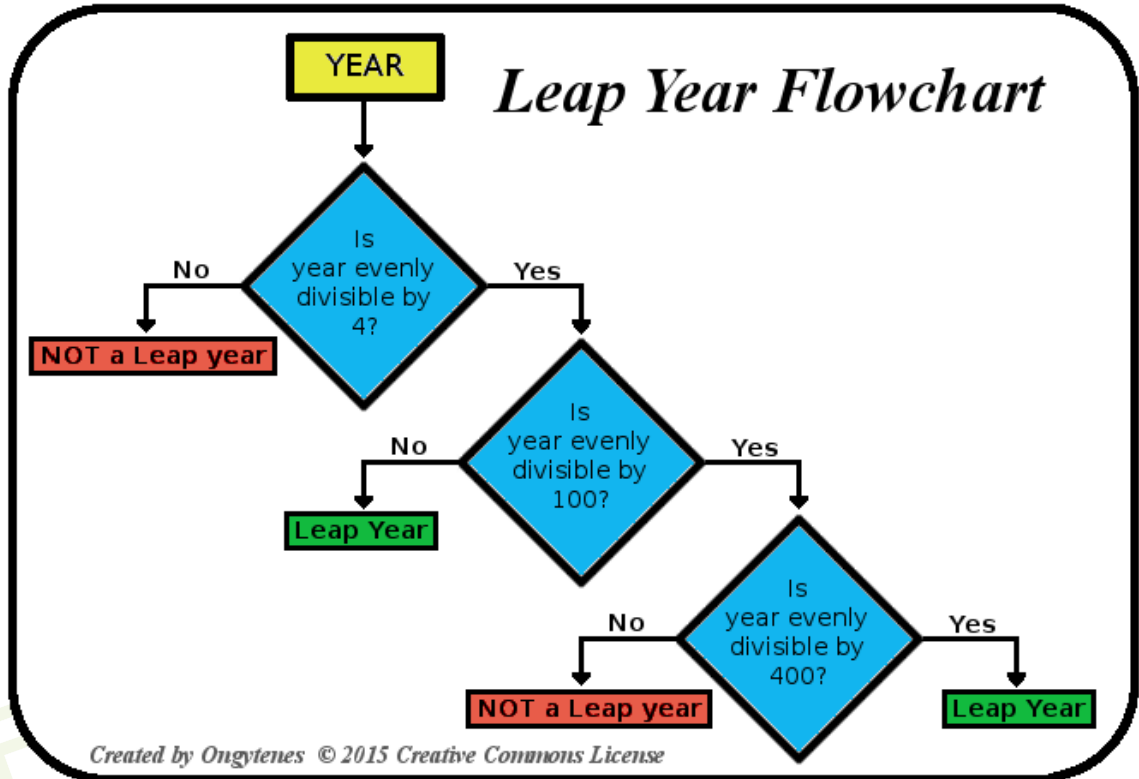 YEAR
Leap Year Flowchart
Is
year evenly
divisible by
4?
No
Yes
NOT a Leap year
Is
year evenly
divisible by
100?
No
Yes
Leap Year
Is
year evenly
divisible by
400?
No
Yes
NOT a Leap year
Leap Year
Created by Ongytenes © 2015 Creative Commons License